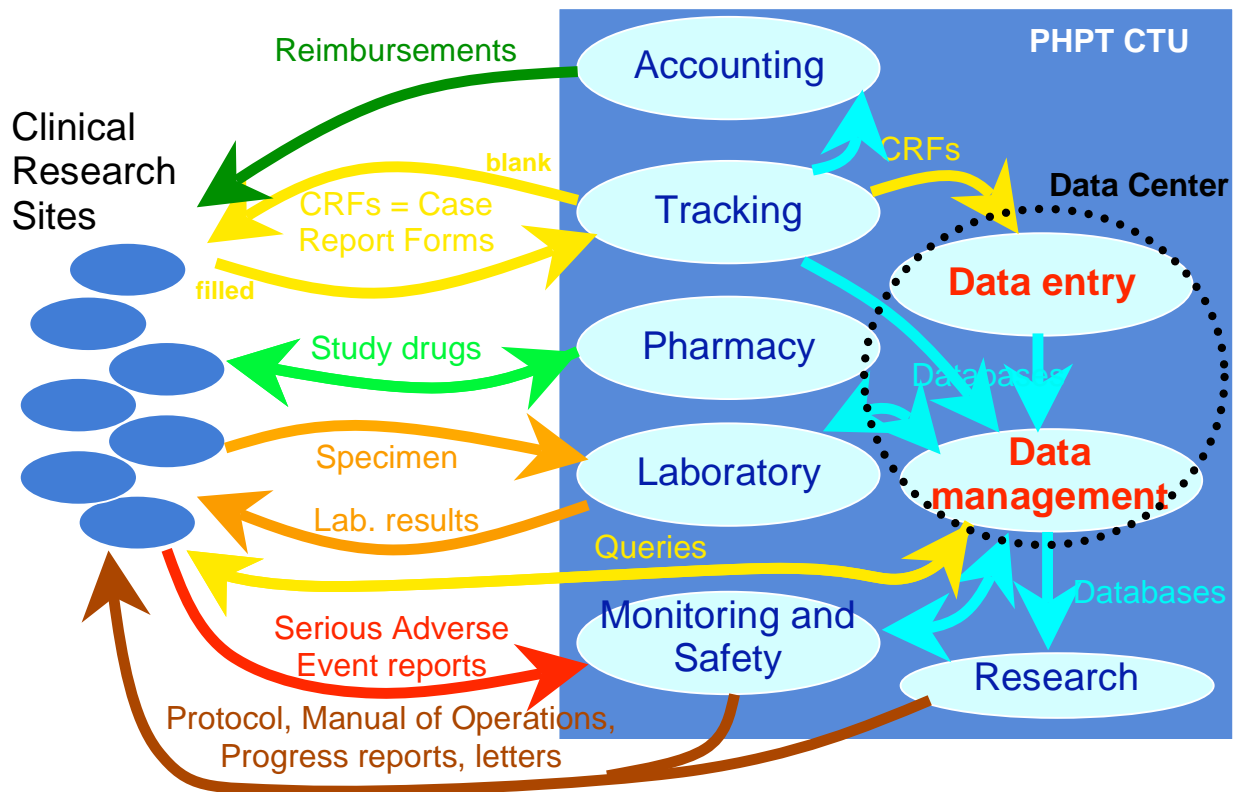 PHPT CTU
Reimbursements
Accounting
Clinical
Research
Sites
blank
CRFs
CRFs = Case
Report Forms
Tracking
Data Center
filled
Data entry
Study drugs
Pharmacy
Databases
Specimen
Laboratory
Data
management
Lab. results
Queries
Databases
Serious Adverse
Event reports
Monitoring and
Safety
Research
Protocol, Manual of Operations,
Progress reports, letters